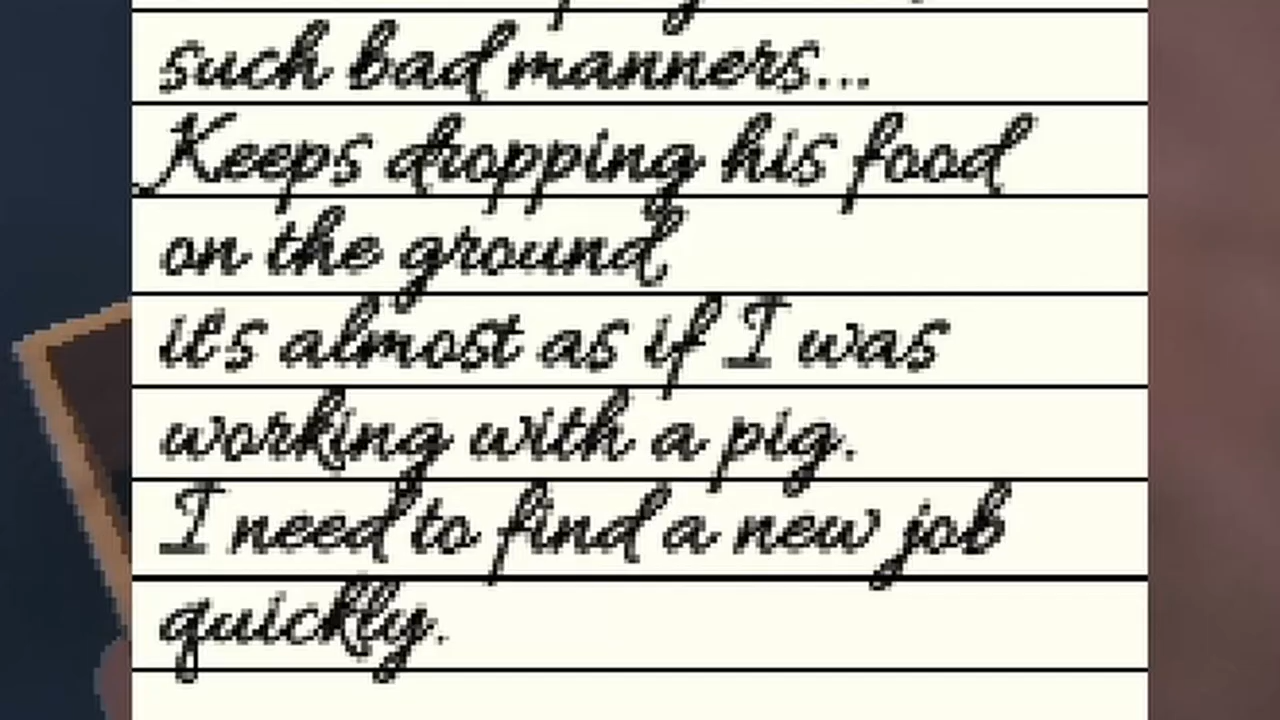 such bad manners...
Keeps dropping his food
on the ground,
it's almost as if I was
working with a pig.
I need to find a new job
quickly.